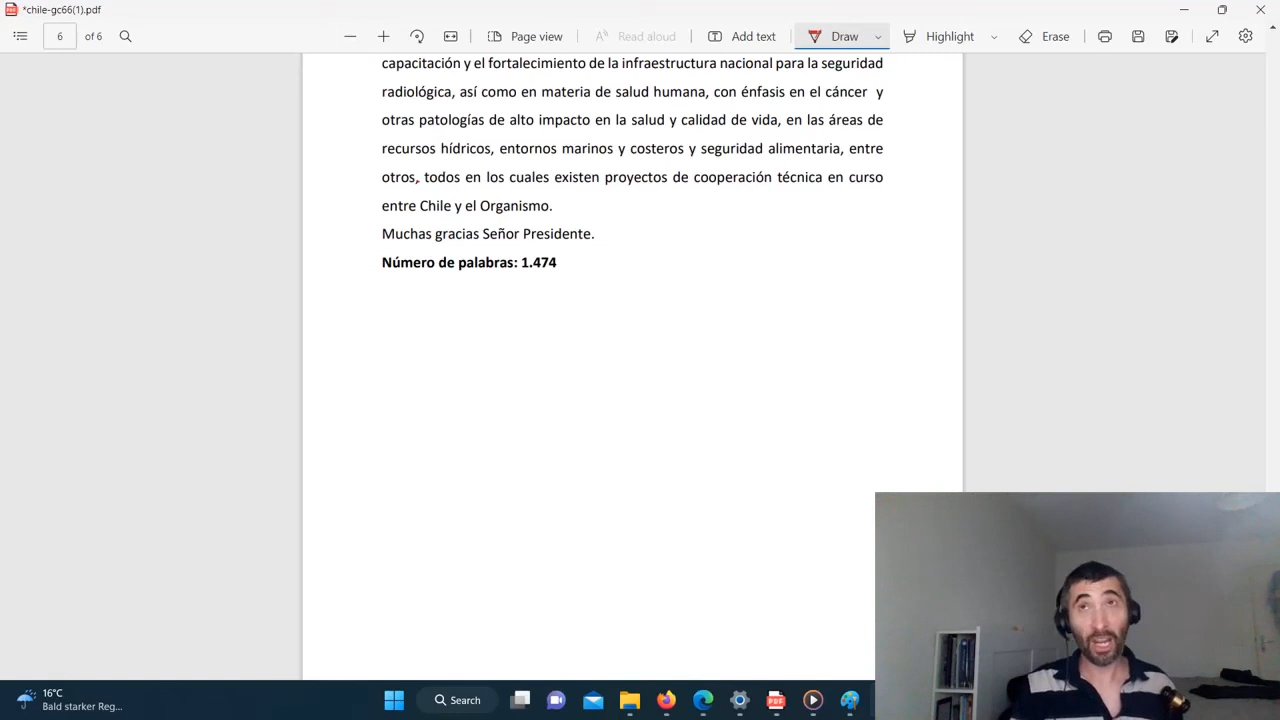 *chile-gc66(1).pdf
6 of 6 Page view Read aloud Add text Draw Highlight Erase
capacitación y el fortalecimiento de la infraestructura nacional para la seguridad
radiológica, así como en materia de salud humana, con énfasis en el cáncer y
otras patologías de alto impacto en la salud y calidad de vida, en las áreas de
recursos hídricos, entornos marinos y costeros y seguridad alimentaria, entre
otros, todos en los cuales existen proyectos de cooperación técnica en curso
entre Chile y el Organismo.
Muchas gracias Señor Presidente.
Número de palabras: 1.474
16°C
Bald starker Reg...
Search